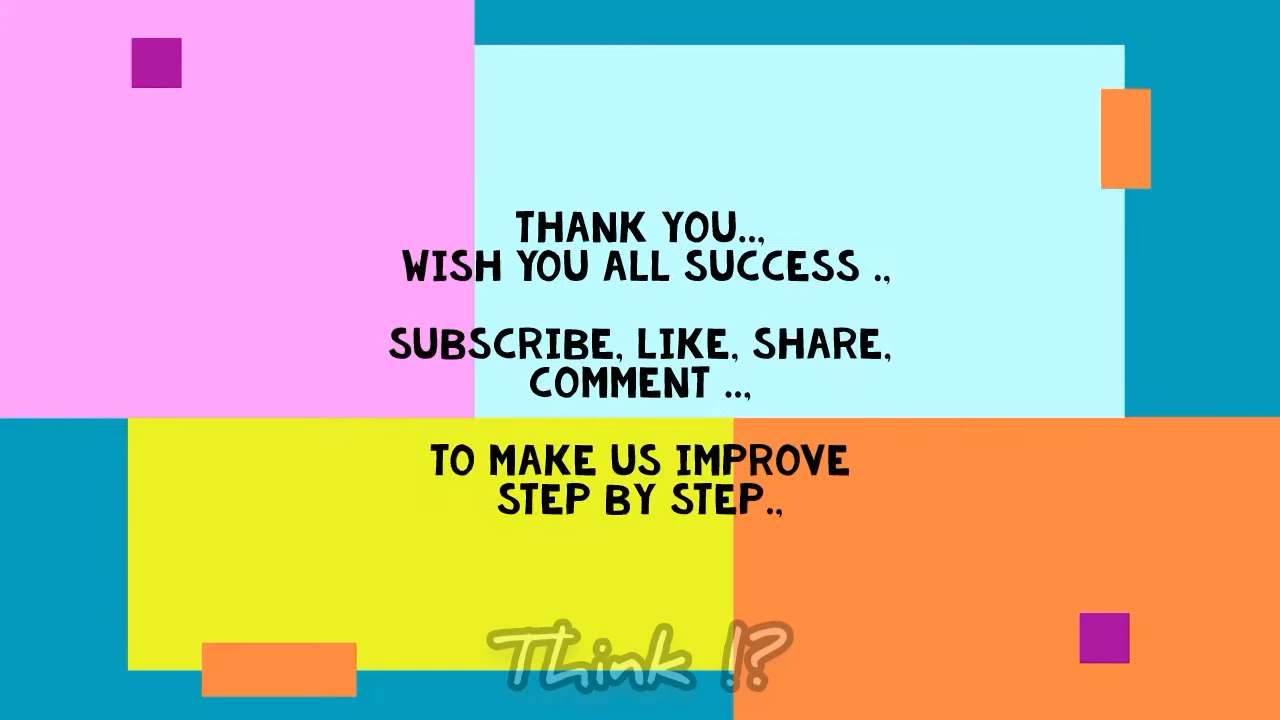 THANK YOU..,
WISH YOU ALL SUCCESS .,
SUBSCRIBE, LIKE, SHARE,
COMMENT ..,
TO MAKE US IMPROVE
STEP BY STEP.,
Think !?